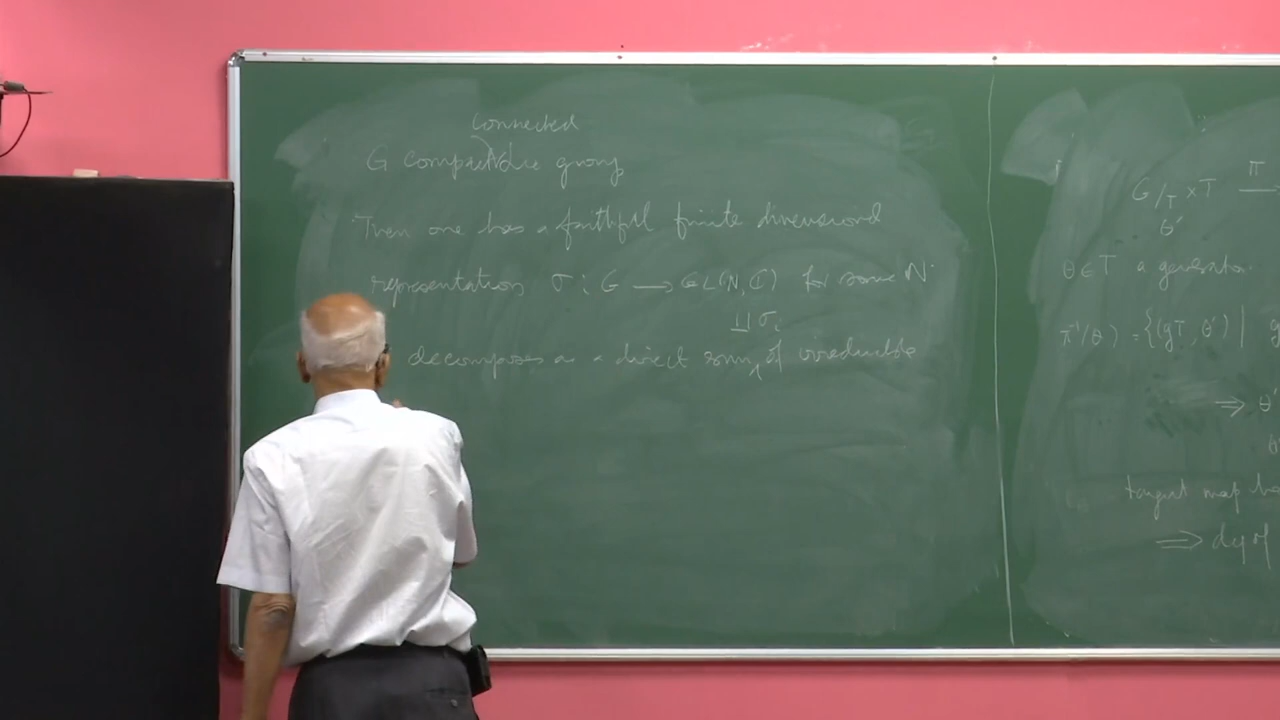 Connected
G compact Lie group
Then one has a faithful finite dimensional
representation σ : G ⟶ GL(N, ℂ) for some N.
∐ σᵢ
decomposes as a direct sum of irreducible
G/T × T π
θ'
θ ∈ T a generator
π⁻¹(θ) = {(gT, θ') | g
⇒ θ'
θ'
tangent map
⇒ deg of